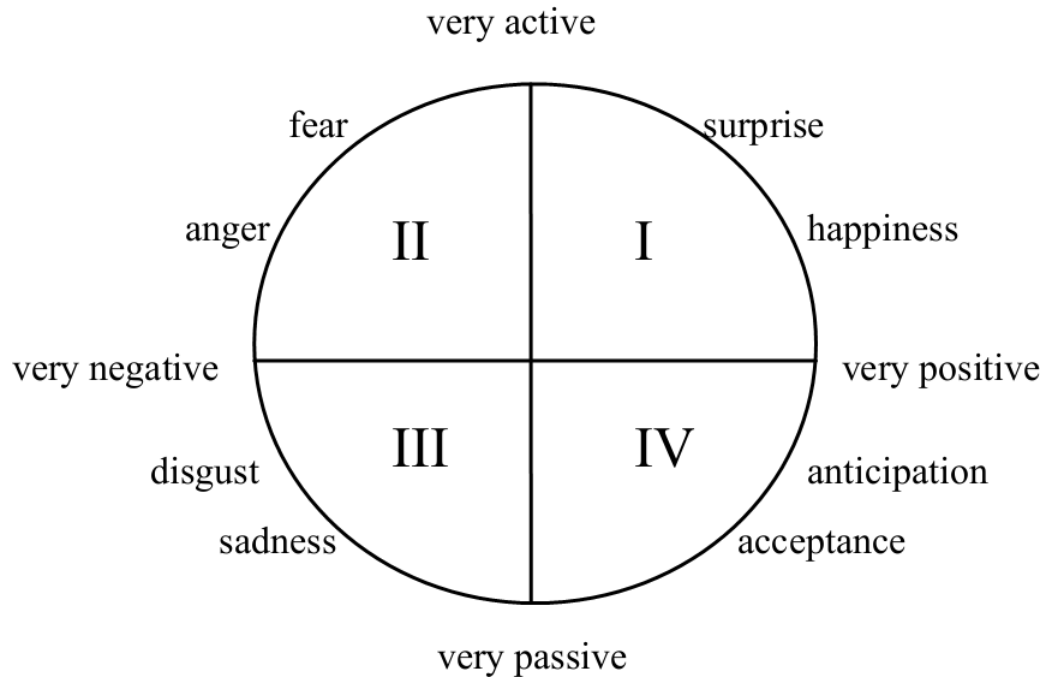 very active
fear
surprise
anger
II
I
happiness
very negative
very positive
III
IV
disgust
anticipation
sadness
acceptance
very passive